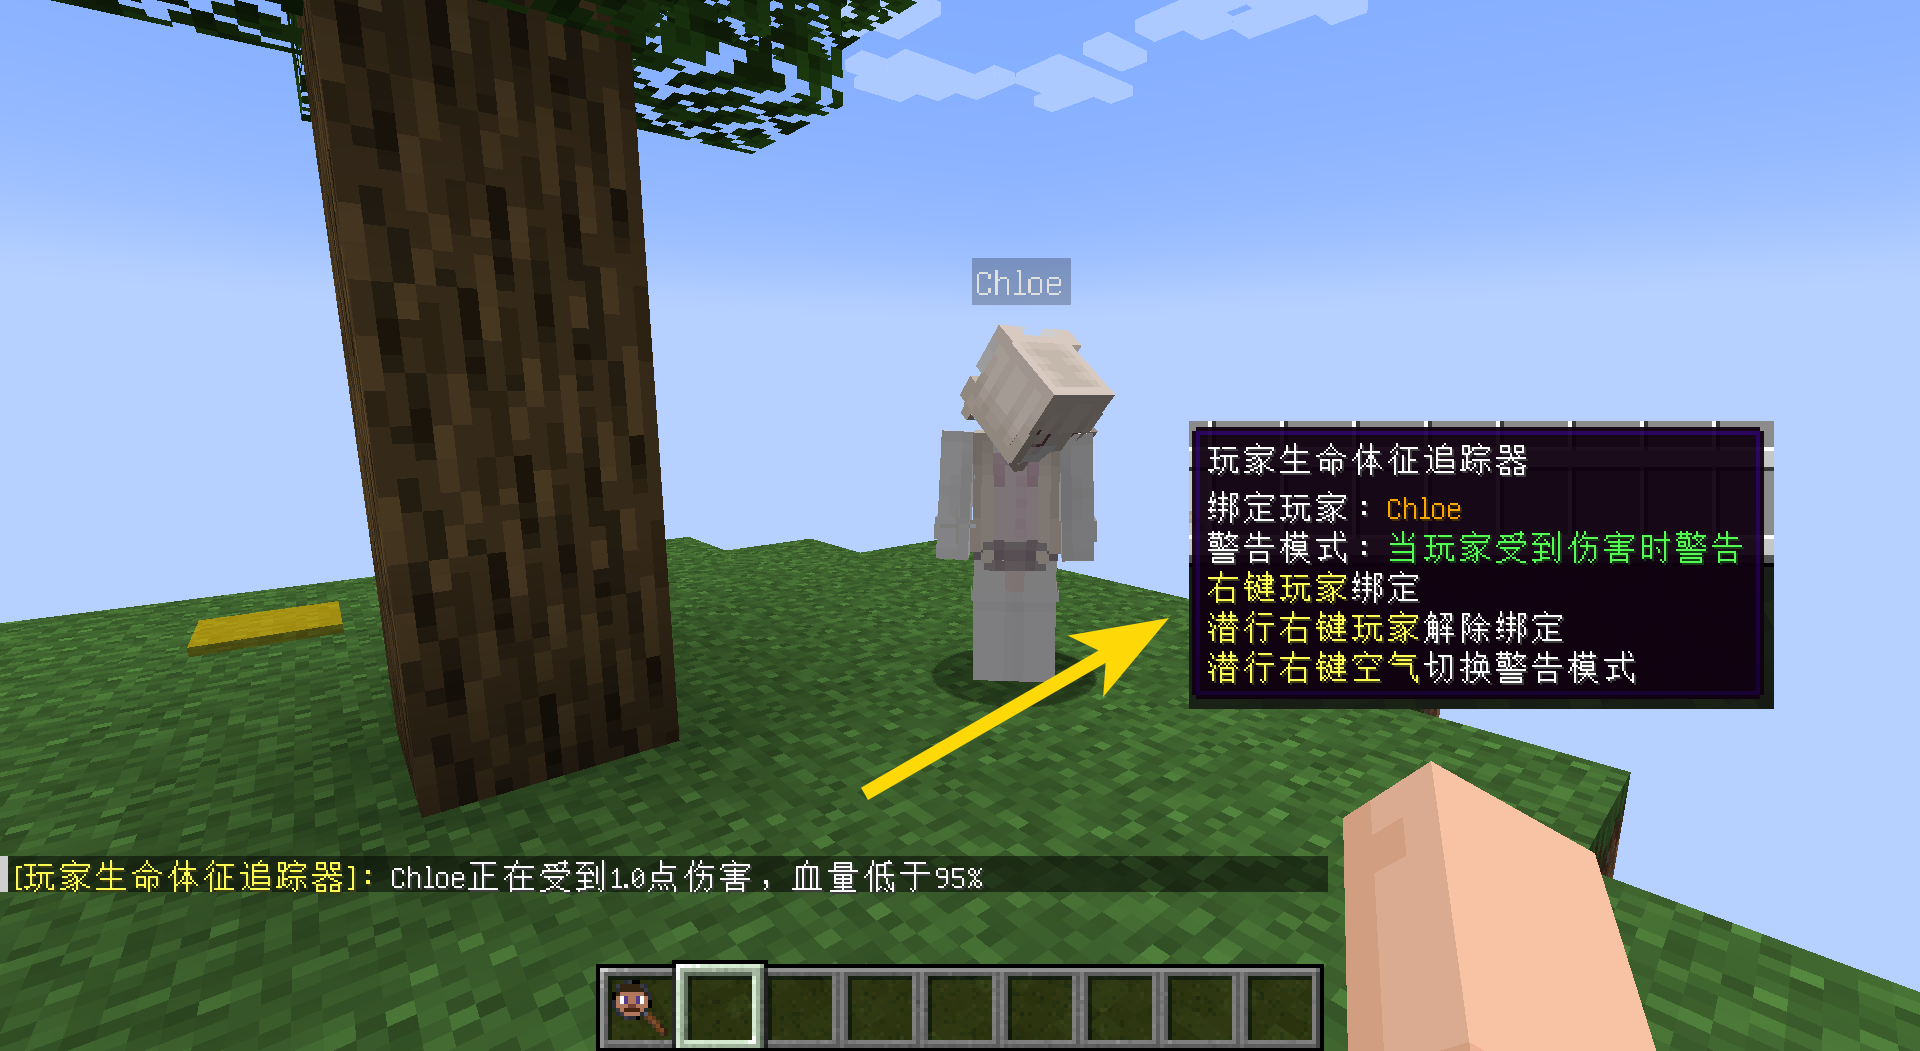 Chloe
玩家生命体征追踪器
绑定玩家：Chloe
警告模式：当玩家受到伤害时警告
右键玩家绑定
潜行右键玩家解除绑定
潜行右键空气切换警告模式
[玩家生命体征追踪器]：Chloe正在受到1.0点伤害，血量低于95%